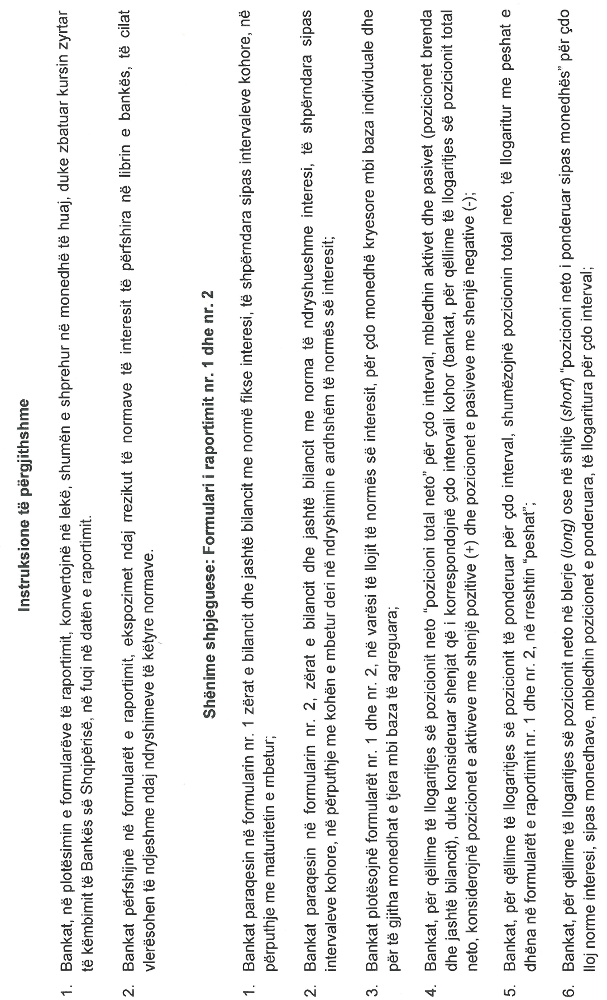 Instruksione të përgjithshme
1. Bankat, në plotësimin e formularëve të raportimit, konvertojnë në lekë, shumën e shprehur në monedhë të huaj, duke zbatuar kursin zyrtar
të këmbimit të Bankës së Shqipërisë, në fuqi në datën e raportimit.
2. Bankat përfshijnë në formularët e raportimit, ekspozimet ndaj rrezikut të normave të interesit të përfshira në librin e bankës, të cilat
vlerësohen të ndjeshme ndaj ndryshimeve të këtyre normave.
Shënime shpjeguese: Formulari i raportimit nr. 1 dhe nr. 2
1. Bankat paraqesin në formularin nr. 1 zërat e bilancit dhe jashtë bilancit me normë fikse interesi, të shpërndara sipas intervaleve kohore, në
përputhje me maturitetin e mbetur;
2. Bankat paraqesin në formularin nr. 2, zërat e bilancit dhe jashtë bilancit me norma të ndryshueshme interesi, të shpërndara sipas
intervaleve kohore, në përputhje me kohën e mbetur deri në ndryshimin e ardhshëm të normës së interesit;
3. Bankat plotësojnë formularët nr. 1 dhe nr. 2, në varësi të llojit të normës së interesit, për çdo monedhë kryesore mbi baza individuale dhe
për të gjitha monedhat e tjera mbi baza të agreguara;
4. Bankat, për qëllime të llogaritjes së pozicionit neto “pozicioni total neto” për çdo interval, mbledhin aktivet dhe pasivet (pozicionet brenda
dhe jashtë bilancit), duke konsideruar shenjat që i korrespondojnë çdo intervali kohor (bankat, për qëllime të llogaritjes së pozicionit total
neto, konsiderojnë pozicionet e aktiveve me shenjë pozitive (+) dhe pozicionet e pasiveve me shenjë negative (-);
5. Bankat, për qëllime të llogaritjes së pozicionit të ponderuar për çdo interval, shumëzojnë pozicionin total neto, të llogaritur me peshat e
dhëna në formularët e raportimit nr. 1 dhe nr. 2, në rreshtin “peshat”;
6. Bankat, për qëllime të llogaritjes së pozicionit neto në blerje (long) ose në shitje (short) “pozicioni neto i ponderuar sipas monedhës” për çdo
lloj norme interesi, sipas monedhave, mbledhin pozicionet e ponderuara, të llogaritura për çdo interval;